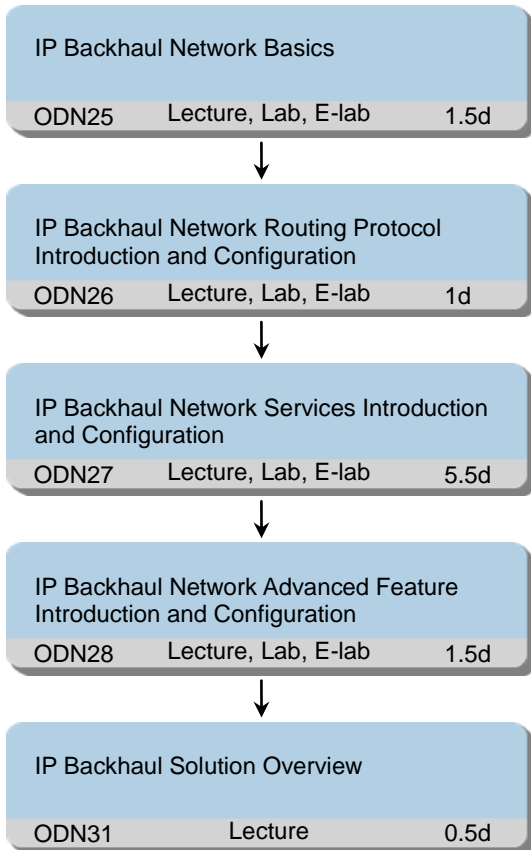 IP Backhaul Network Basics
ODN25 Lecture, Lab, E-lab 1.5d
IP Backhaul Network Routing Protocol
Introduction and Configuration
ODN26 Lecture, Lab, E-lab 1d
IP Backhaul Network Services Introduction
and Configuration
ODN27 Lecture, Lab, E-lab 5.5d
IP Backhaul Network Advanced Feature
Introduction and Configuration
ODN28 Lecture, Lab, E-lab 1.5d
IP Backhaul Solution Overview
ODN31 Lecture 0.5d